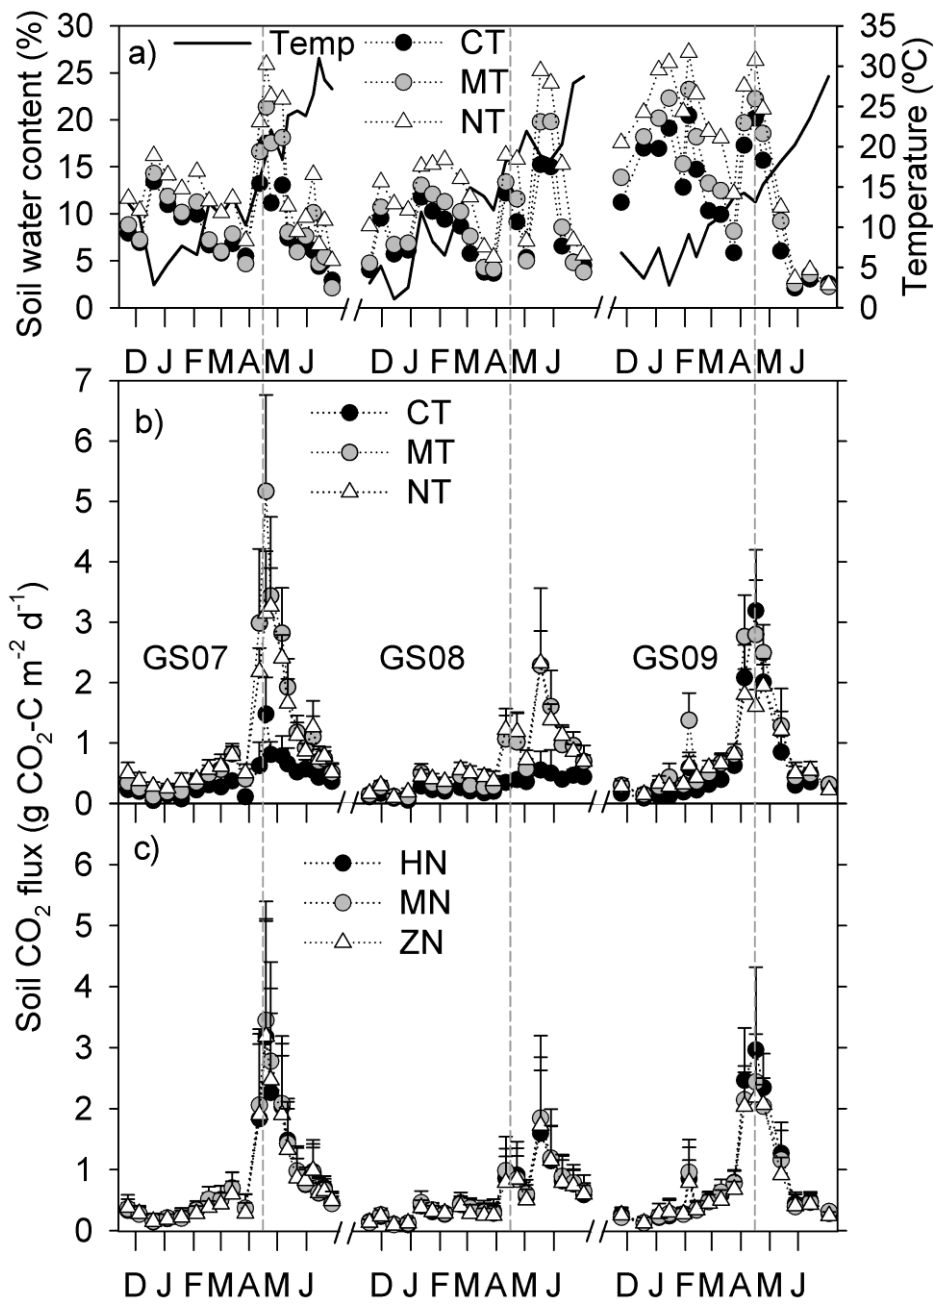 a)
Temp
CT
MT
NT
Soil water content (%)
30
25
20
15
10
5
0
Temperature (ºC)
35
30
25
20
15
10
5
0
D J F M A M J
D J F M A M J
D J F M A M J
b)
CT
MT
NT
7
6
5
4
3
2
1
0
GS07
GS08
GS09
Soil CO₂ flux (g CO₂-C m⁻² d⁻¹)
c)
HN
MN
ZN
6
5
4
3
2
1
0
D J F M A M J
D J F M A M J
D J F M A M J